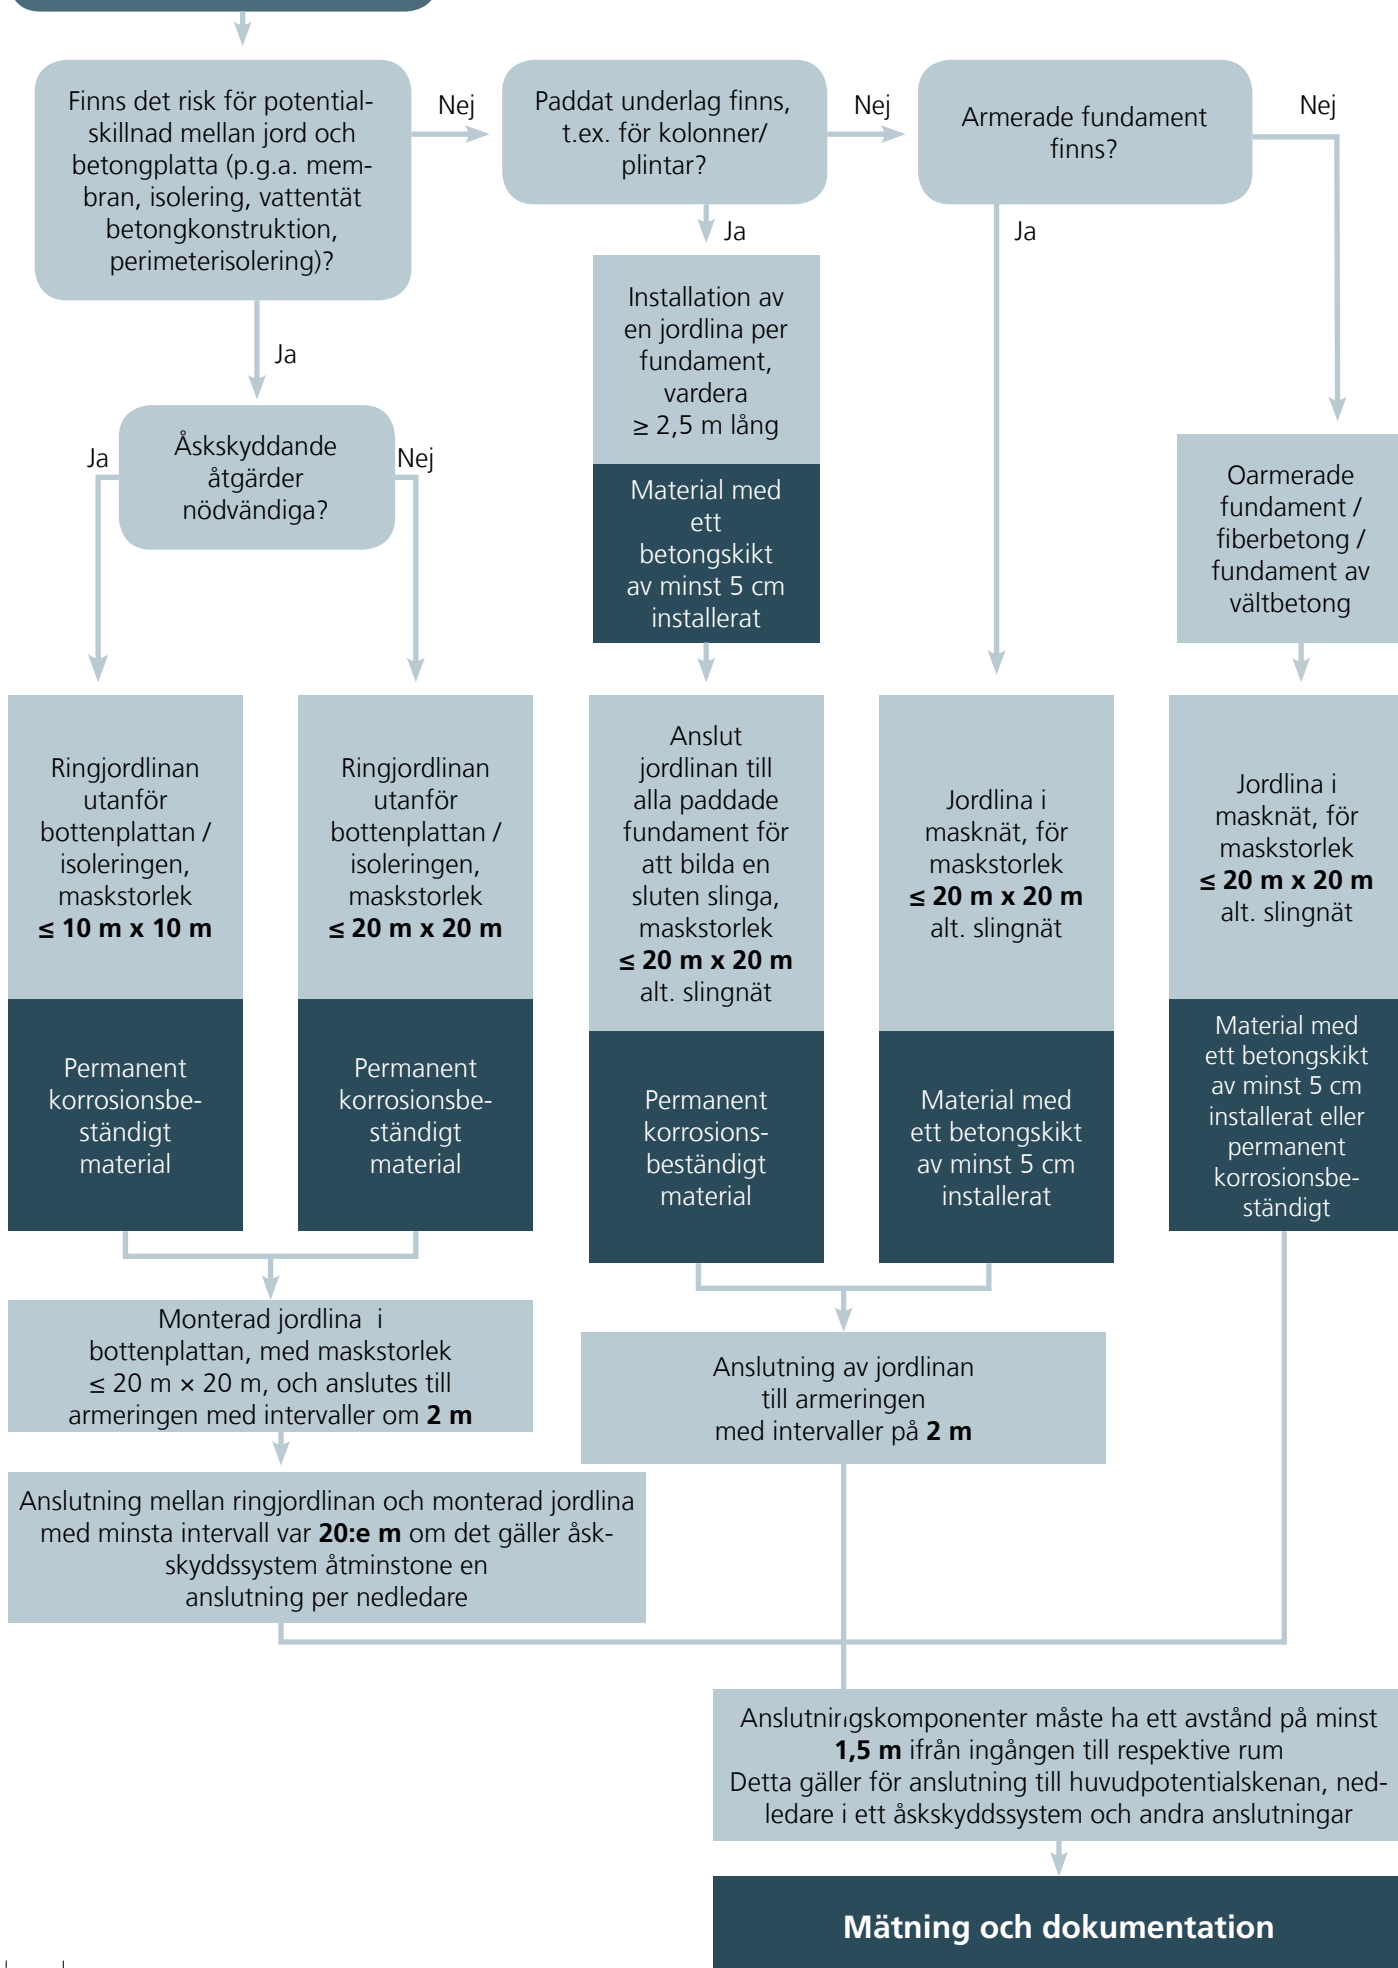 Finns det risk för potential-
skillnad mellan jord och
betongplatta (p.g.a. mem-
bran, isolering, vattentät
betongkonstruktion,
perimeterisolering)?
Nej
Paddat underlag finns,
t.ex. för kolonner/
plintar?
Nej
Armerade fundament
finns?
Nej
Ja
Ja
Ja
Åskskyddande
åtgärder
nödvändiga?
Ja
Nej
Installation av
en jordlina per
fundament,
vardera
≥ 2,5 m lång
Material med
ett
betongskikt
av minst 5 cm
installerat
Oarmerade
fundament /
fiberbetong /
fundament av
vältbetong
Ringjordlinan
utanför
bottenplattan /
isoleringen,
maskstorlek
≤ 10 m x 10 m
Permanent
korrosionsbe-
ständigt
material
Ringjordlinan
utanför
bottenplattan /
isoleringen,
maskstorlek
≤ 20 m x 20 m
Permanent
korrosionsbe-
ständigt
material
Anslut
jordlinan till
alla paddade
fundament för
att bilda en
sluten slinga,
maskstorlek
≤ 20 m x 20 m
alt. slingnät
Permanent
korrosions-
beständigt
material
Jordlina i
masknät, för
maskstorlek
≤ 20 m x 20 m
alt. slingnät
Material med
ett betongskikt
av minst 5 cm
installerat
Jordlina i
masknät, för
maskstorlek
≤ 20 m x 20 m
alt. slingnät
Material med
ett betongskikt
av minst 5 cm
installerat eller
permanent
korrosionsbe-
ständigt
Monterad jordlina i
bottenplattan, med maskstorlek
≤ 20 m × 20 m, och anslutes till
armeringen med intervaller om 2 m
Anslutning av jordlinan
till armeringen
med intervaller på 2 m
Anslutning mellan ringjordlinan och monterad jordlina
med minsta intervall var 20:e m om det gäller åsk-
skyddssystem åtminstone en
anslutning per nedledare
Anslutningskomponenter måste ha ett avstånd på minst
1,5 m ifrån ingången till respektive rum
Detta gäller för anslutning till huvudpotentialskenan, ned-
ledare i ett åskskyddssystem och andra anslutningar
Mätning och dokumentation